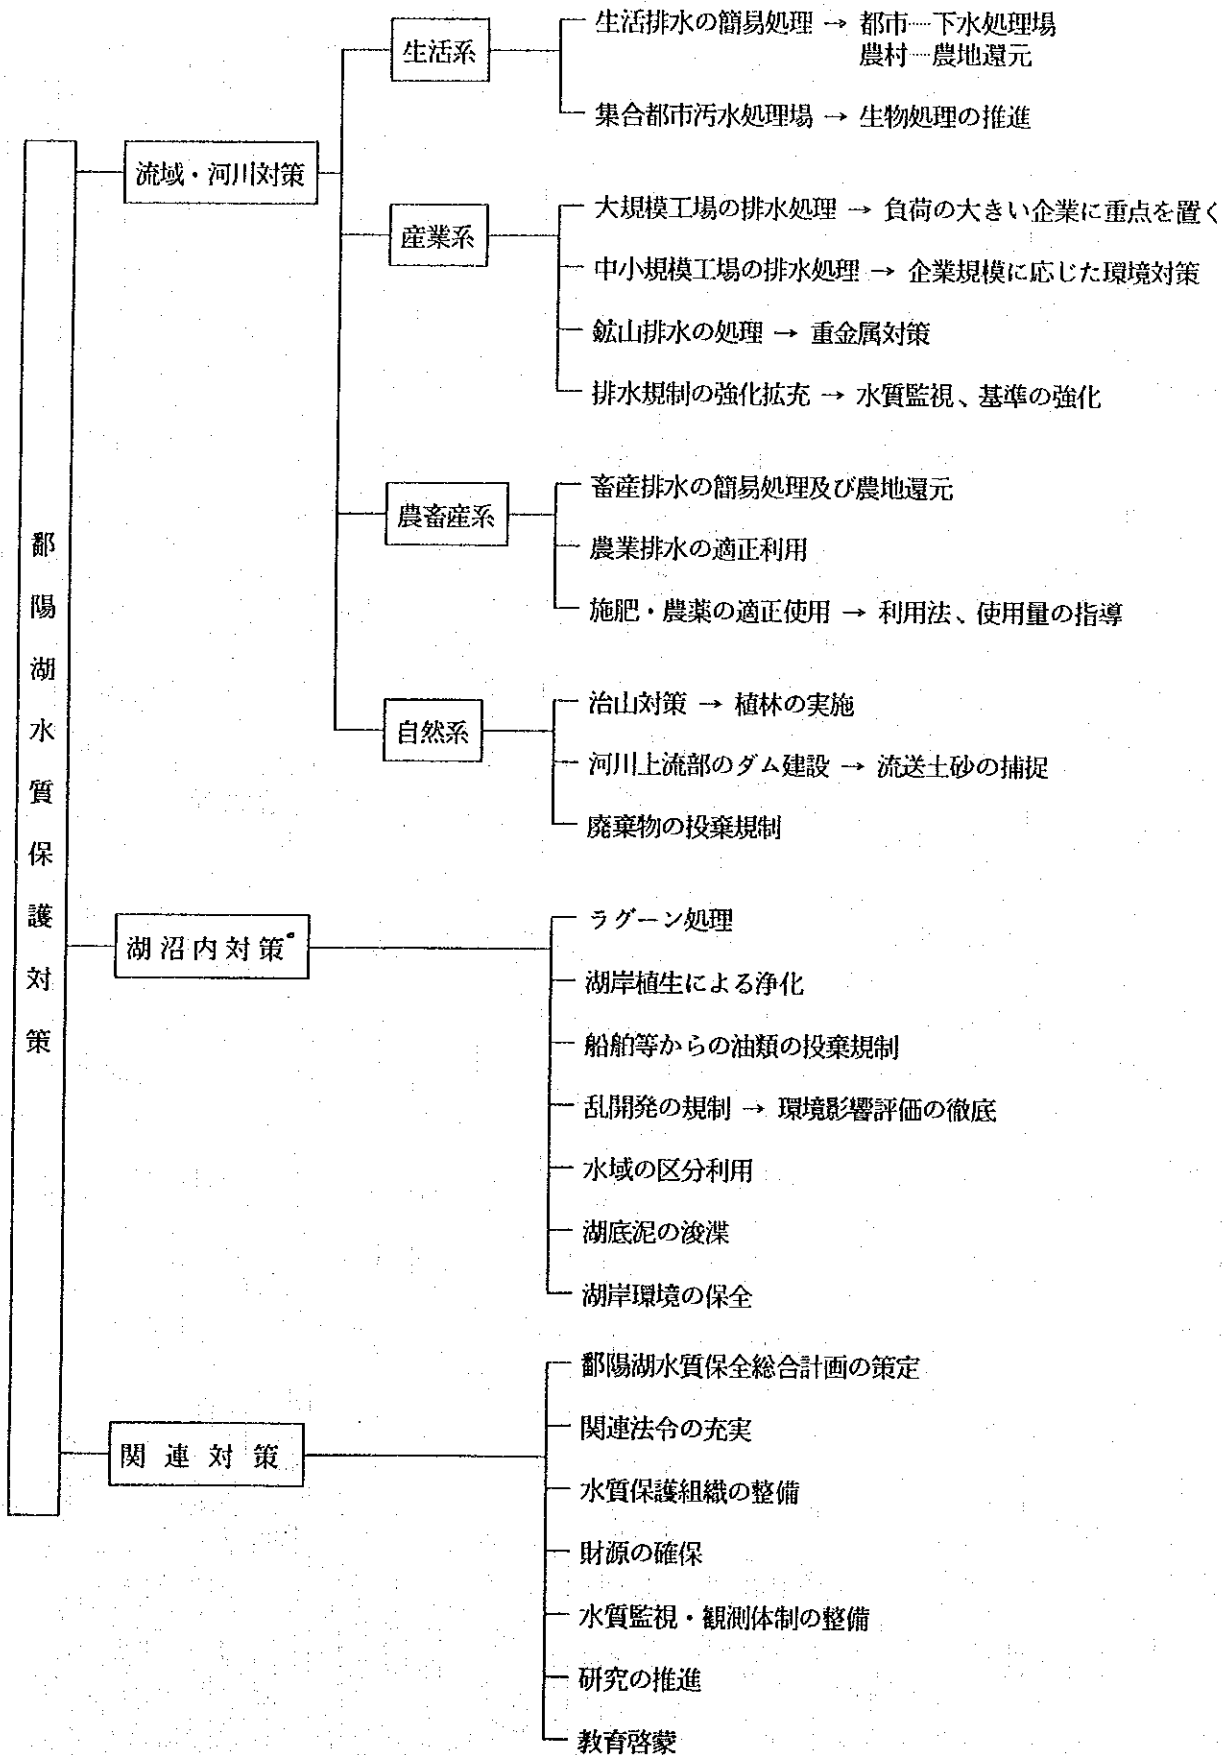 鄱陽湖水質保護対策
流域・河川対策
生活系
生活排水の簡易処理 → 都市┈下水処理場
農村┈農地還元
集合都市汚水処理場 → 生物処理の推進
産業系
大規模工場の排水処理 → 負荷の大きい企業に重点を置く
中小規模工場の排水処理 → 企業規模に応じた環境対策
鉱山排水の処理 → 重金属対策
排水規制の強化拡充 → 水質監視、基準の強化
農畜産系
畜産排水の簡易処理及び農地還元
農業排水の適正利用
施肥・農薬の適正使用 → 利用法、使用量の指導
自然系
治山対策 → 植林の実施
河川上流部のダム建設 → 流送土砂の捕捉
廃棄物の投棄規制
湖沼内対策
ラグーン処理
湖岸植生による浄化
船舶等からの油類の投棄規制
乱開発の規制 → 環境影響評価の徹底
水域の区分利用
湖底泥の浚渫
湖岸環境の保全
関連対策
鄱陽湖水質保全総合計画の策定
関連法令の充実
水質保護組織の整備
財源の確保
水質監視・観測体制の整備
研究の推進
教育啓蒙